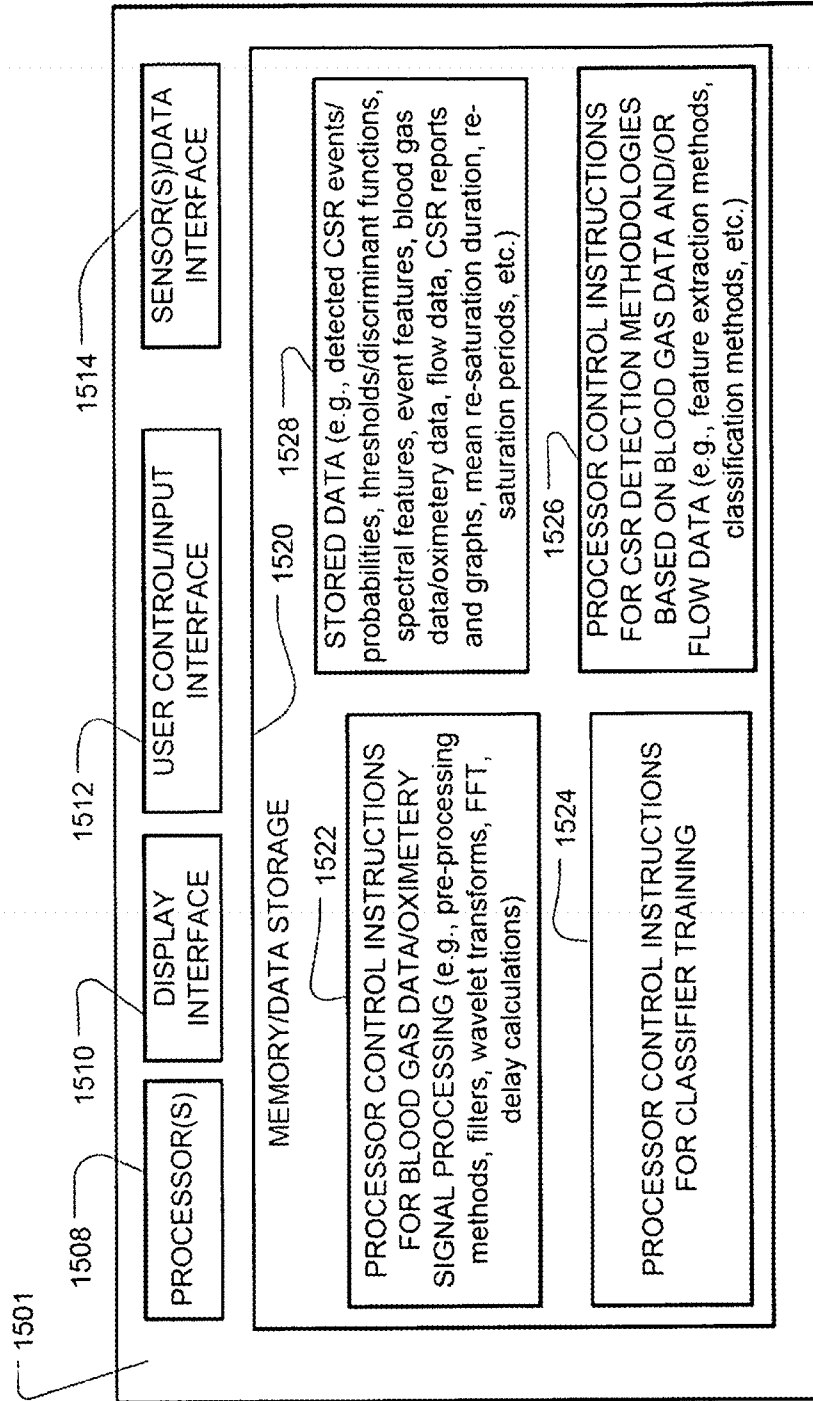 1501
1508
PROCESSOR(S)
1510
DISPLAY
INTERFACE
1512
USER CONTROL/INPUT
INTERFACE
1514
SENSOR(S)/DATA
INTERFACE
MEMORY/DATA STORAGE
1520
1522
PROCESSOR CONTROL INSTRUCTIONS
FOR BLOOD GAS DATA/OXIMETERY
SIGNAL PROCESSING (e.g., pre-processing
methods, filters, wavelet transforms, FFT,
delay calculations)
1528
STORED DATA (e.g., detected CSR events/
probabilities, thresholds/discriminant functions,
spectral features, event features, blood gas
data/oximetery data, flow data, CSR reports
and graphs, mean re-saturation duration, re-
saturation periods, etc.)
1524
PROCESSOR CONTROL INSTRUCTIONS
FOR CLASSIFIER TRAINING
1526
PROCESSOR CONTROL INSTRUCTIONS
FOR CSR DETECTION METHODOLOGIES
BASED ON BLOOD GAS DATA AND/OR
FLOW DATA (e.g., feature extraction methods,
classification methods, etc.)